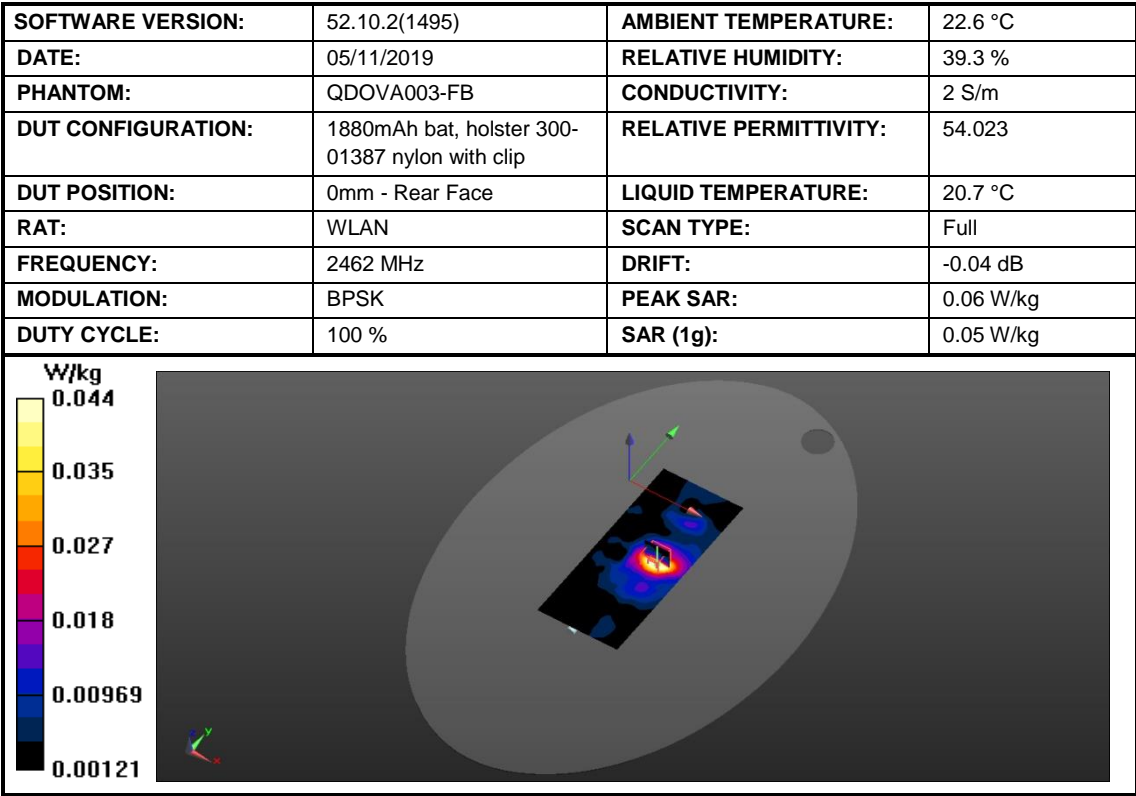 SOFTWARE VERSION: 52.10.2(1495) AMBIENT TEMPERATURE: 22.6 °C
DATE: 05/11/2019 RELATIVE HUMIDITY: 39.3 %
PHANTOM: QDOVA003-FB CONDUCTIVITY: 2 S/m
DUT CONFIGURATION: 1880mAh bat, holster 300- RELATIVE PERMITTIVITY: 54.023
01387 nylon with clip
DUT POSITION: 0mm - Rear Face LIQUID TEMPERATURE: 20.7 °C
RAT: WLAN SCAN TYPE: Full
FREQUENCY: 2462 MHz DRIFT: -0.04 dB
MODULATION: BPSK PEAK SAR: 0.06 W/kg
DUTY CYCLE: 100 % SAR (1g): 0.05 W/kg
W/kg
0.044
0.035
0.027
0.018
0.00969
0.00121
z y
x